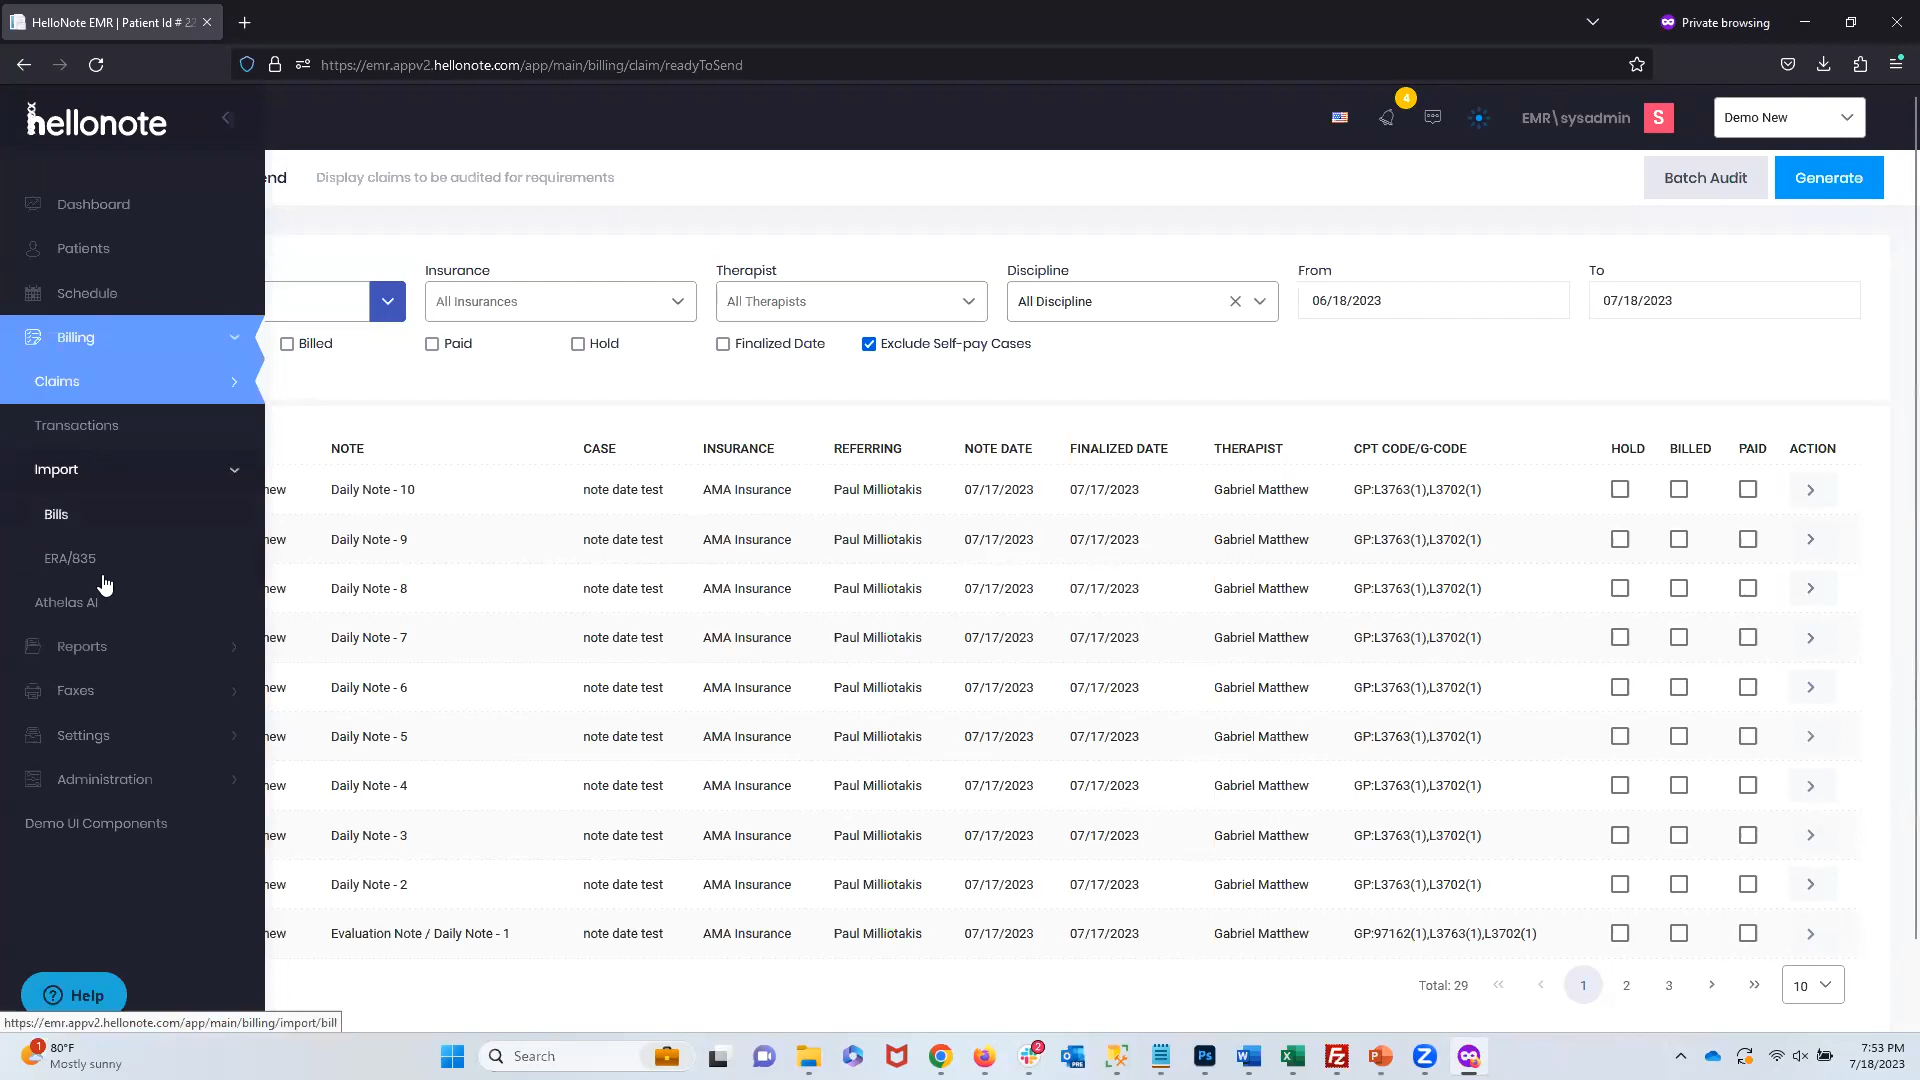 HelloNote EMR | Patient Id # 22
Private browsing
https://emr.appv2.hellonote.com/app/main/billing/claim/readyToSend
hellonote
4
EMR\sysadmin
S
Demo New
end
Display claims to be audited for requirements
Batch Audit
Generate
Dashboard
Patients
Schedule
Billing
Claims
Transactions
Import
Bills
ERA/835
Athelas AI
Reports
Faxes
Settings
Administration
Demo UI Components
Help
Insurance
Therapist
Discipline
From
To
All Insurances
All Therapists
All Discipline
06/18/2023
07/18/2023
Billed
Paid
Hold
Finalized Date
Exclude Self-pay Cases
NOTE CASE INSURANCE REFERRING NOTE DATE FINALIZED DATE THERAPIST CPT CODE/G-CODE HOLD BILLED PAID ACTION
new Daily Note - 10 note date test AMA Insurance Paul Milliotakis 07/17/2023 07/17/2023 Gabriel Matthew GP:L3763(1),L3702(1)
new Daily Note - 9 note date test AMA Insurance Paul Milliotakis 07/17/2023 07/17/2023 Gabriel Matthew GP:L3763(1),L3702(1)
new Daily Note - 8 note date test AMA Insurance Paul Milliotakis 07/17/2023 07/17/2023 Gabriel Matthew GP:L3763(1),L3702(1)
new Daily Note - 7 note date test AMA Insurance Paul Milliotakis 07/17/2023 07/17/2023 Gabriel Matthew GP:L3763(1),L3702(1)
new Daily Note - 6 note date test AMA Insurance Paul Milliotakis 07/17/2023 07/17/2023 Gabriel Matthew GP:L3763(1),L3702(1)
new Daily Note - 5 note date test AMA Insurance Paul Milliotakis 07/17/2023 07/17/2023 Gabriel Matthew GP:L3763(1),L3702(1)
new Daily Note - 4 note date test AMA Insurance Paul Milliotakis 07/17/2023 07/17/2023 Gabriel Matthew GP:L3763(1),L3702(1)
new Daily Note - 3 note date test AMA Insurance Paul Milliotakis 07/17/2023 07/17/2023 Gabriel Matthew GP:L3763(1),L3702(1)
new Daily Note - 2 note date test AMA Insurance Paul Milliotakis 07/17/2023 07/17/2023 Gabriel Matthew GP:L3763(1),L3702(1)
new Evaluation Note / Daily Note - 1 note date test AMA Insurance Paul Milliotakis 07/17/2023 07/17/2023 Gabriel Matthew GP:97162(1),L3763(1),L3702(1)
Total: 29 1 2 3 10
https://emr.appv2.hellonote.com/app/main/billing/import/bill
1
80°F
Mostly sunny
Search
2
7:53 PM
7/18/2023